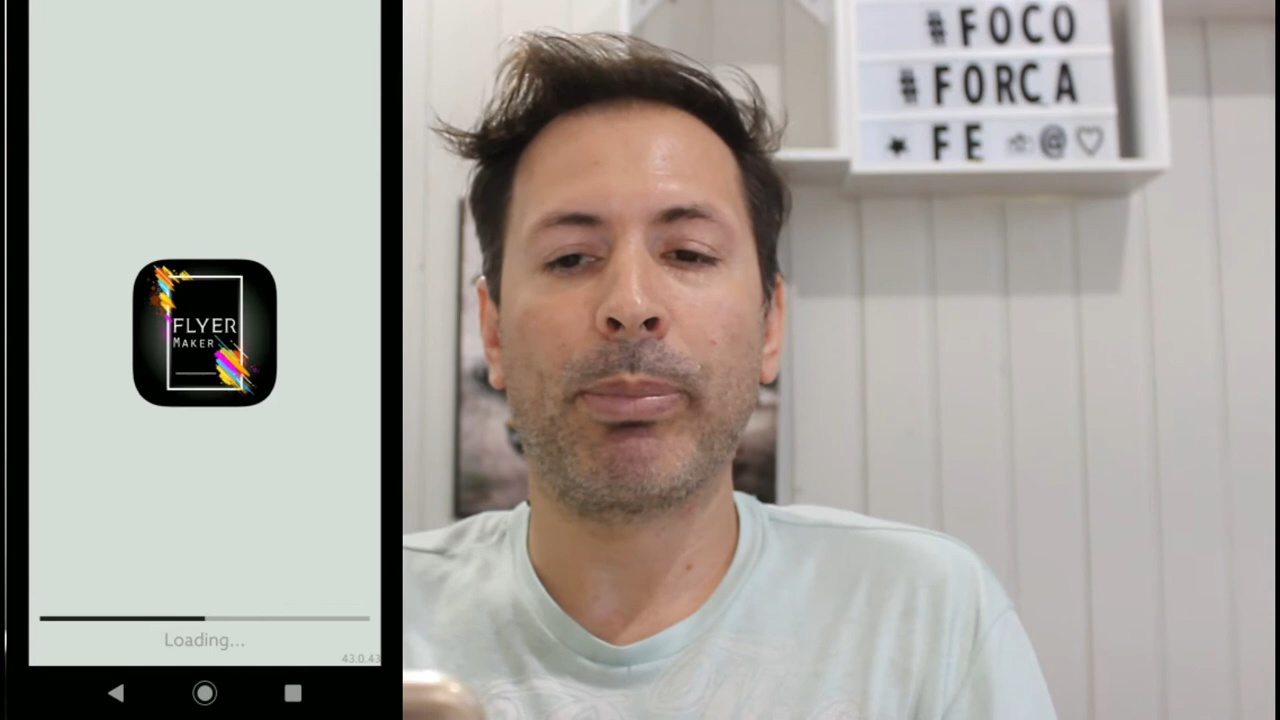 FLYER
MAKER
Loading...
43.0.43
#FOCO
#FORCA
★ FE @ ♡